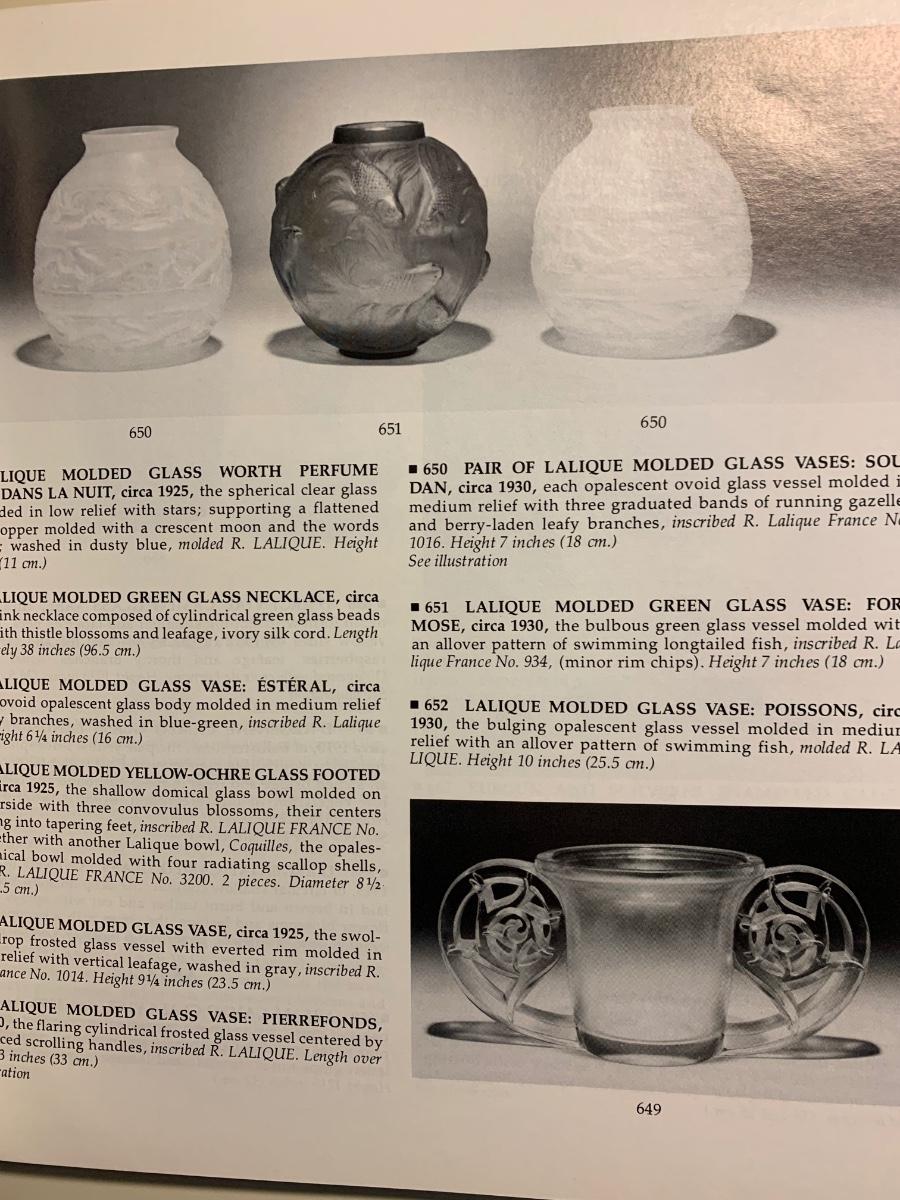 650
651
650
LIQUE MOLDED GLASS WORTH PERFUME
DANS LA NUIT, circa 1925, the spherical clear glass
ded in low relief with stars; supporting a flattened
opper molded with a crescent moon and the words
; washed in dusty blue, molded R. LALIQUE. Height
(11 cm.)
ALIQUE MOLDED GREEN GLASS NECKLACE, circa
ink necklace composed of cylindrical green glass beads
ith thistle blossoms and leafage, ivory silk cord. Length
ely 38 inches (96.5 cm.)
ALIQUE MOLDED GLASS VASE: ÉSTÉRAL, circa
ovoid opalescent glass body molded in medium relief
y branches, washed in blue-green, inscribed R. Lalique
ight 6¼ inches (16 cm.)
ALIQUE MOLDED YELLOW-OCHRE GLASS FOOTED
irca 1925, the shallow domical glass bowl molded on
rside with three convovulus blossoms, their centers
ng into tapering feet, inscribed R. LALIQUE FRANCE No.
ether with another Lalique bowl, Coquilles, the opales-
nical bowl molded with four radiating scallop shells,
R. LALIQUE FRANCE No. 3200. 2 pieces. Diameter 8½
.5 cm.)
ALIQUE MOLDED GLASS VASE, circa 1925, the swol-
rop frosted glass vessel with everted rim molded in
relief with vertical leafage, washed in gray, inscribed R.
ance No. 1014. Height 9¼ inches (23.5 cm.)
ALIQUE MOLDED GLASS VASE: PIERREFONDS,
0, the flaring cylindrical frosted glass vessel centered by
ced scrolling handles, inscribed R. LALIQUE. Length over
3 inches (33 cm.)
ration
■ 650 PAIR OF LALIQUE MOLDED GLASS VASES: SOU
DAN, circa 1930, each opalescent ovoid glass vessel molded i
medium relief with three graduated bands of running gazelle
and berry-laden leafy branches, inscribed R. Lalique France No
1016. Height 7 inches (18 cm.)
See illustration
■ 651 LALIQUE MOLDED GREEN GLASS VASE: FOR
MOSE, circa 1930, the bulbous green glass vessel molded wit
an allover pattern of swimming longtailed fish, inscribed R. La
lique France No. 934, (minor rim chips). Height 7 inches (18 cm.)
■ 652 LALIQUE MOLDED GLASS VASE: POISSONS, circ
1930, the bulging opalescent glass vessel molded in medium
relief with an allover pattern of swimming fish, molded R. LA
LIQUE. Height 10 inches (25.5 cm.)
649